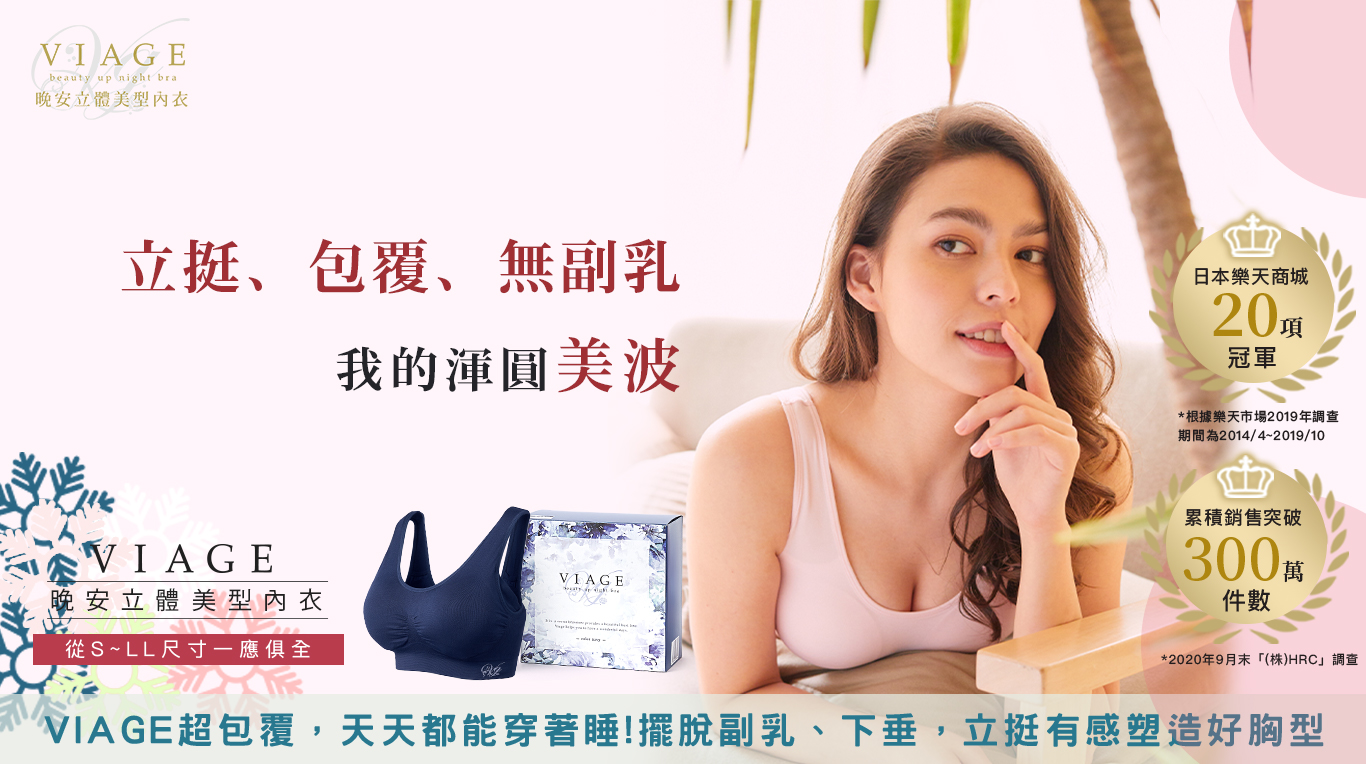 VIAGE
beauty up night bra
晚安立體美型內衣
立挺、包覆、無副乳
我的渾圓美波
日本樂天商城
20項
冠軍
*根據樂天市場2019年調查
期間為2014/4~2019/10
累積銷售突破
300萬
件數
*2020年9月末「(株)HRC」調查
VIAGE
晚安立體美型內衣
從S~LL尺寸一應俱全
VIAGE
beauty up night bra
VIAGE超包覆，天天都能穿著睡!擺脫副乳、下垂，立挺有感塑造好胸型